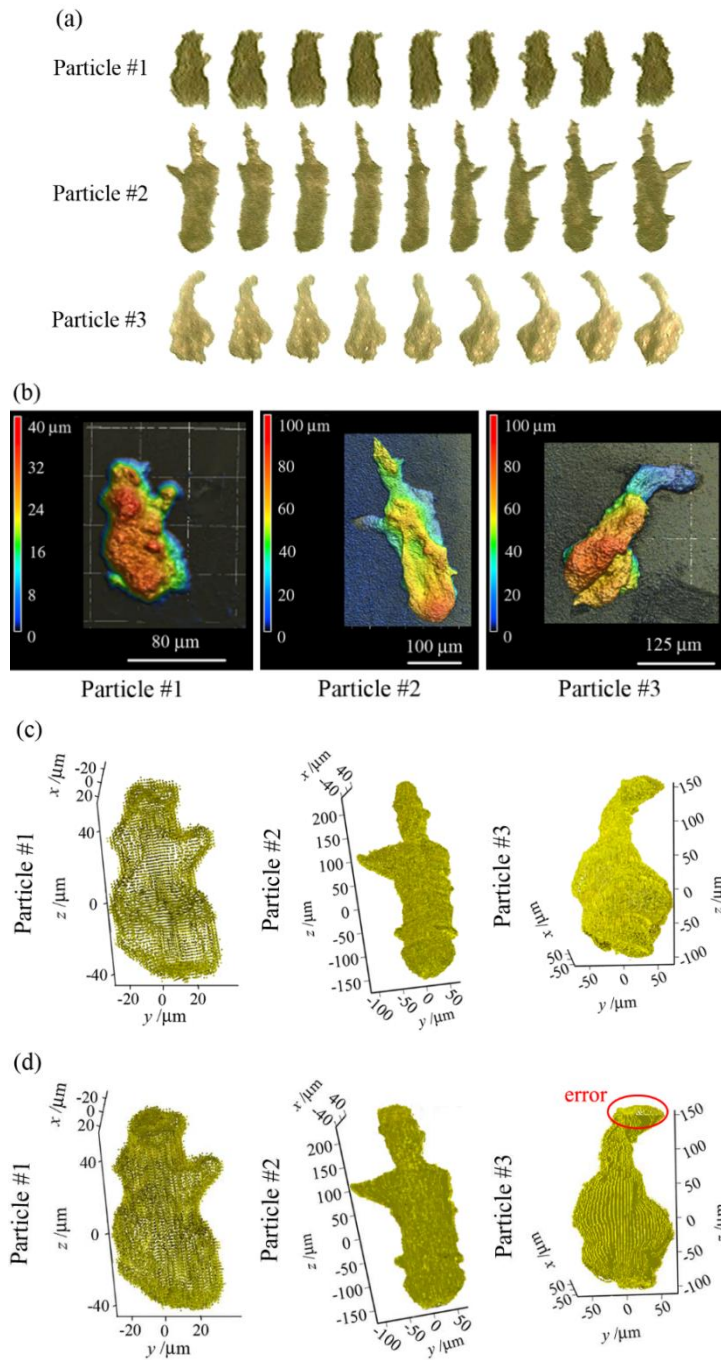 (a)
Particle #1
Particle #2
Particle #3
(b)
40 μm
32
24
16
8
0
80 μm
100 μm
80
60
40
20
0
100 μm
100 μm
80
60
40
20
0
125 μm
Particle #1
Particle #2
Particle #3
(c)
Particle #1
x /μm
-20
0
20
40
z /μm
0
-40
-20 0 20
y /μm
Particle #2
x /μm
40
-40
200
150
100
50
0
-50
-100
-150
z /μm
-100
0
50
y /μm
Particle #3
150
100
50
0
-50
-100
z /μm
x /μm
50
-50
-50 0 50
y /μm
(d)
Particle #1
x /μm
-20
0
20
40
z /μm
0
-40
-20 0 20
y /μm
Particle #2
x /μm
40
-40
200
150
100
50
0
-50
-100
-150
z /μm
-100
0
50
y /μm
error
Particle #3
150
100
50
0
-50
-100
z /μm
x /μm
50
-50
-50 0 50
y /μm